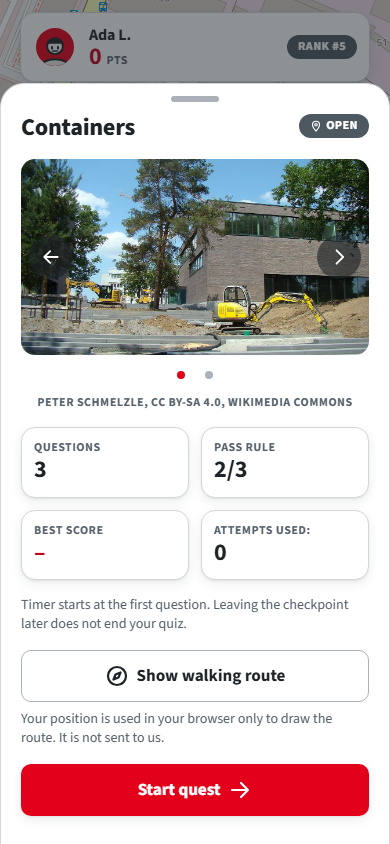 Ada L.
0 PTS
RANK #5
51
Containers
OPEN
PETER SCHMELZLE, CC BY-SA 4.0, WIKIMEDIA COMMONS
QUESTIONS
3
PASS RULE
2/3
BEST SCORE
–
ATTEMPTS USED:
0
Timer starts at the first question. Leaving the checkpoint
later does not end your quiz.
Show walking route
Your position is used in your browser only to draw the
route. It is not sent to us.
Start quest